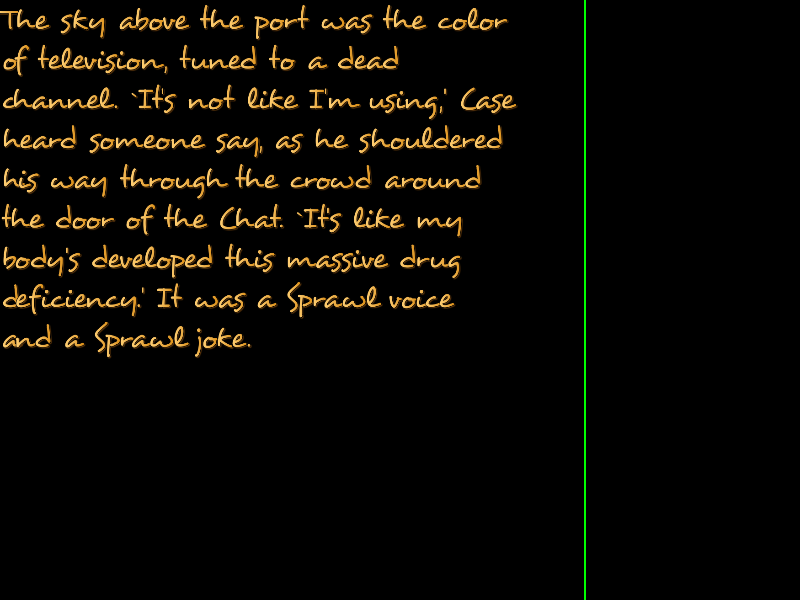 The sky above the port was the color
of television, tuned to a dead
channel. `It's not like I'm using,' Case
heard someone say, as he shouldered
his way through the crowd around
the door of the Chat. `It's like my
body's developed this massive drug
deficiency.' It was a Sprawl voice
and a Sprawl joke.